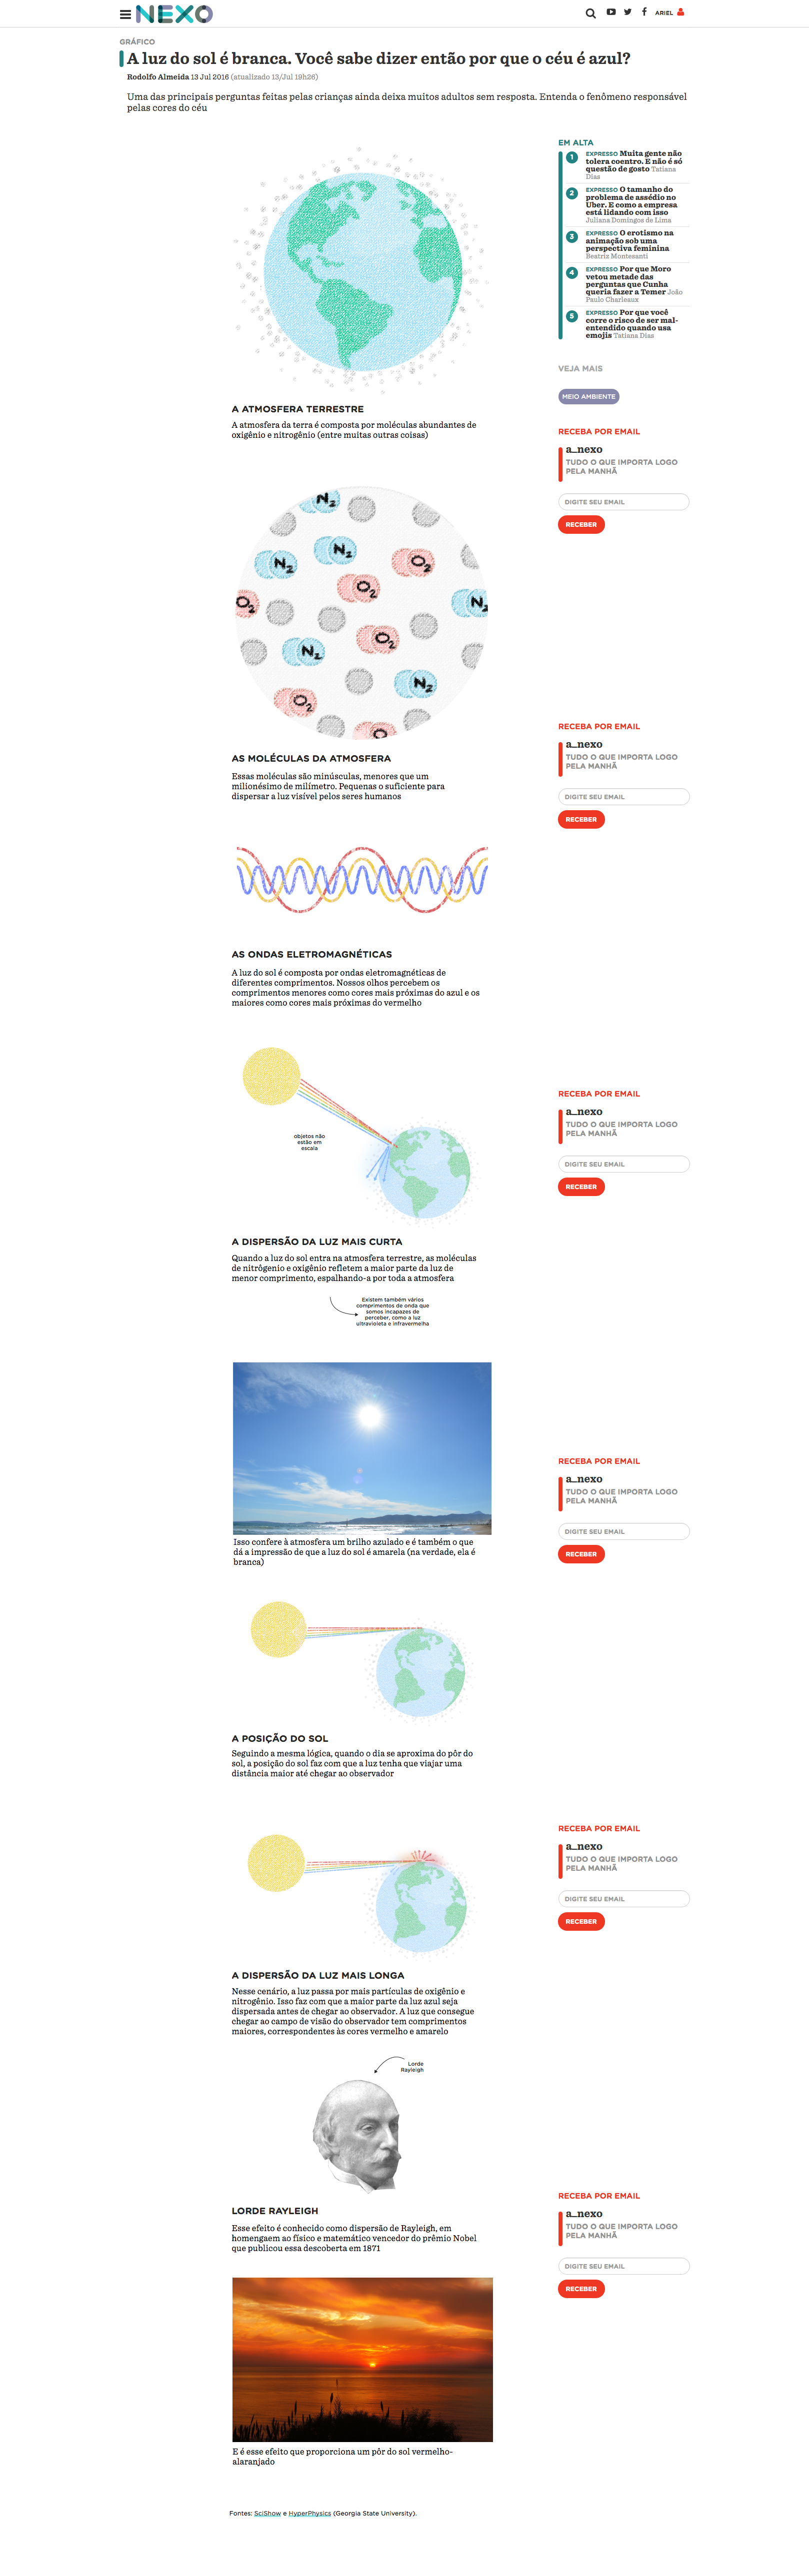 NEXO
ARIEL
GRÁFICO
A luz do sol é branca. Você sabe dizer então por que o céu é azul?
Rodolfo Almeida 13 Jul 2016 (atualizado 13/Jul 19h26)
Uma das principais perguntas feitas pelas crianças ainda deixa muitos adultos sem resposta. Entenda o fenômeno responsável
pelas cores do céu
EM ALTA
1
EXPRESSO Muita gente não
tolera coentro. E não é só
questão de gosto Tatiana
Dias
2
EXPRESSO O tamanho do
problema de assédio no
Uber. E como a empresa
está lidando com isso
Juliana Domingos de Lima
3
EXPRESSO O erotismo na
animação sob uma
perspectiva feminina
Beatriz Montesanti
4
EXPRESSO Por que Moro
vetou metade das
perguntas que Cunha
queria fazer a Temer João
Paulo Charleaux
5
EXPRESSO Por que você
corre o risco de ser mal-
entendido quando usa
emojis Tatiana Dias
VEJA MAIS
MEIO AMBIENTE
A ATMOSFERA TERRESTRE
A atmosfera da terra é composta por moléculas abundantes de
oxigênio e nitrogênio (entre muitas outras coisas)
RECEBA POR EMAIL
a_nexo
TUDO O QUE IMPORTA LOGO
PELA MANHÃ
DIGITE SEU EMAIL
RECEBER
N2
N2
N2
O2
O2
O2
N2
O2
N2
N2
O2
O2
AS MOLÉCULAS DA ATMOSFERA
Essas moléculas são minúsculas, menores que um
milionésimo de milímetro. Pequenas o suficiente para
dispersar a luz visível pelos seres humanos
RECEBA POR EMAIL
a_nexo
TUDO O QUE IMPORTA LOGO
PELA MANHÃ
DIGITE SEU EMAIL
RECEBER
AS ONDAS ELETROMAGNÉTICAS
A luz do sol é composta por ondas eletromagnéticas de
diferentes comprimentos. Nossos olhos percebem os
comprimentos menores como cores mais próximas do azul e os
maiores como cores mais próximas do vermelho
objetos não
estão em
escala
RECEBA POR EMAIL
a_nexo
TUDO O QUE IMPORTA LOGO
PELA MANHÃ
DIGITE SEU EMAIL
RECEBER
A DISPERSÃO DA LUZ MAIS CURTA
Quando a luz do sol entra na atmosfera terrestre, as moléculas
de nitrôgenio e oxigênio refletem a maior parte da luz de
menor comprimento, espalhando-a por toda a atmosfera
Existem também vários
comprimentos de onda que
somos incapazes de
perceber, como a luz
ultravioleta e infravermelha
RECEBA POR EMAIL
a_nexo
TUDO O QUE IMPORTA LOGO
PELA MANHÃ
DIGITE SEU EMAIL
RECEBER
Isso confere à atmosfera um brilho azulado e é também o que
dá a impressão de que a luz do sol é amarela (na verdade, ela é
branca)
A POSIÇÃO DO SOL
Seguindo a mesma lógica, quando o dia se aproxima do pôr do
sol, a posição do sol faz com que a luz tenha que viajar uma
distância maior até chegar ao observador
RECEBA POR EMAIL
a_nexo
TUDO O QUE IMPORTA LOGO
PELA MANHÃ
DIGITE SEU EMAIL
RECEBER
A DISPERSÃO DA LUZ MAIS LONGA
Nesse cenário, a luz passa por mais partículas de oxigênio e
nitrogênio. Isso faz com que a maior parte da luz azul seja
dispersada antes de chegar ao observador. A luz que consegue
chegar ao campo de visão do observador tem comprimentos
maiores, correspondentes às cores vermelho e amarelo
Lorde
Rayleigh
LORDE RAYLEIGH
Esse efeito é conhecido como dispersão de Rayleigh, em
homengaem ao físico e matemático vencedor do prêmio Nobel
que publicou essa descoberta em 1871
RECEBA POR EMAIL
a_nexo
TUDO O QUE IMPORTA LOGO
PELA MANHÃ
DIGITE SEU EMAIL
RECEBER
E é esse efeito que proporciona um pôr do sol vermelho-
alaranjado
Fontes: SciShow e HyperPhysics (Georgia State University).